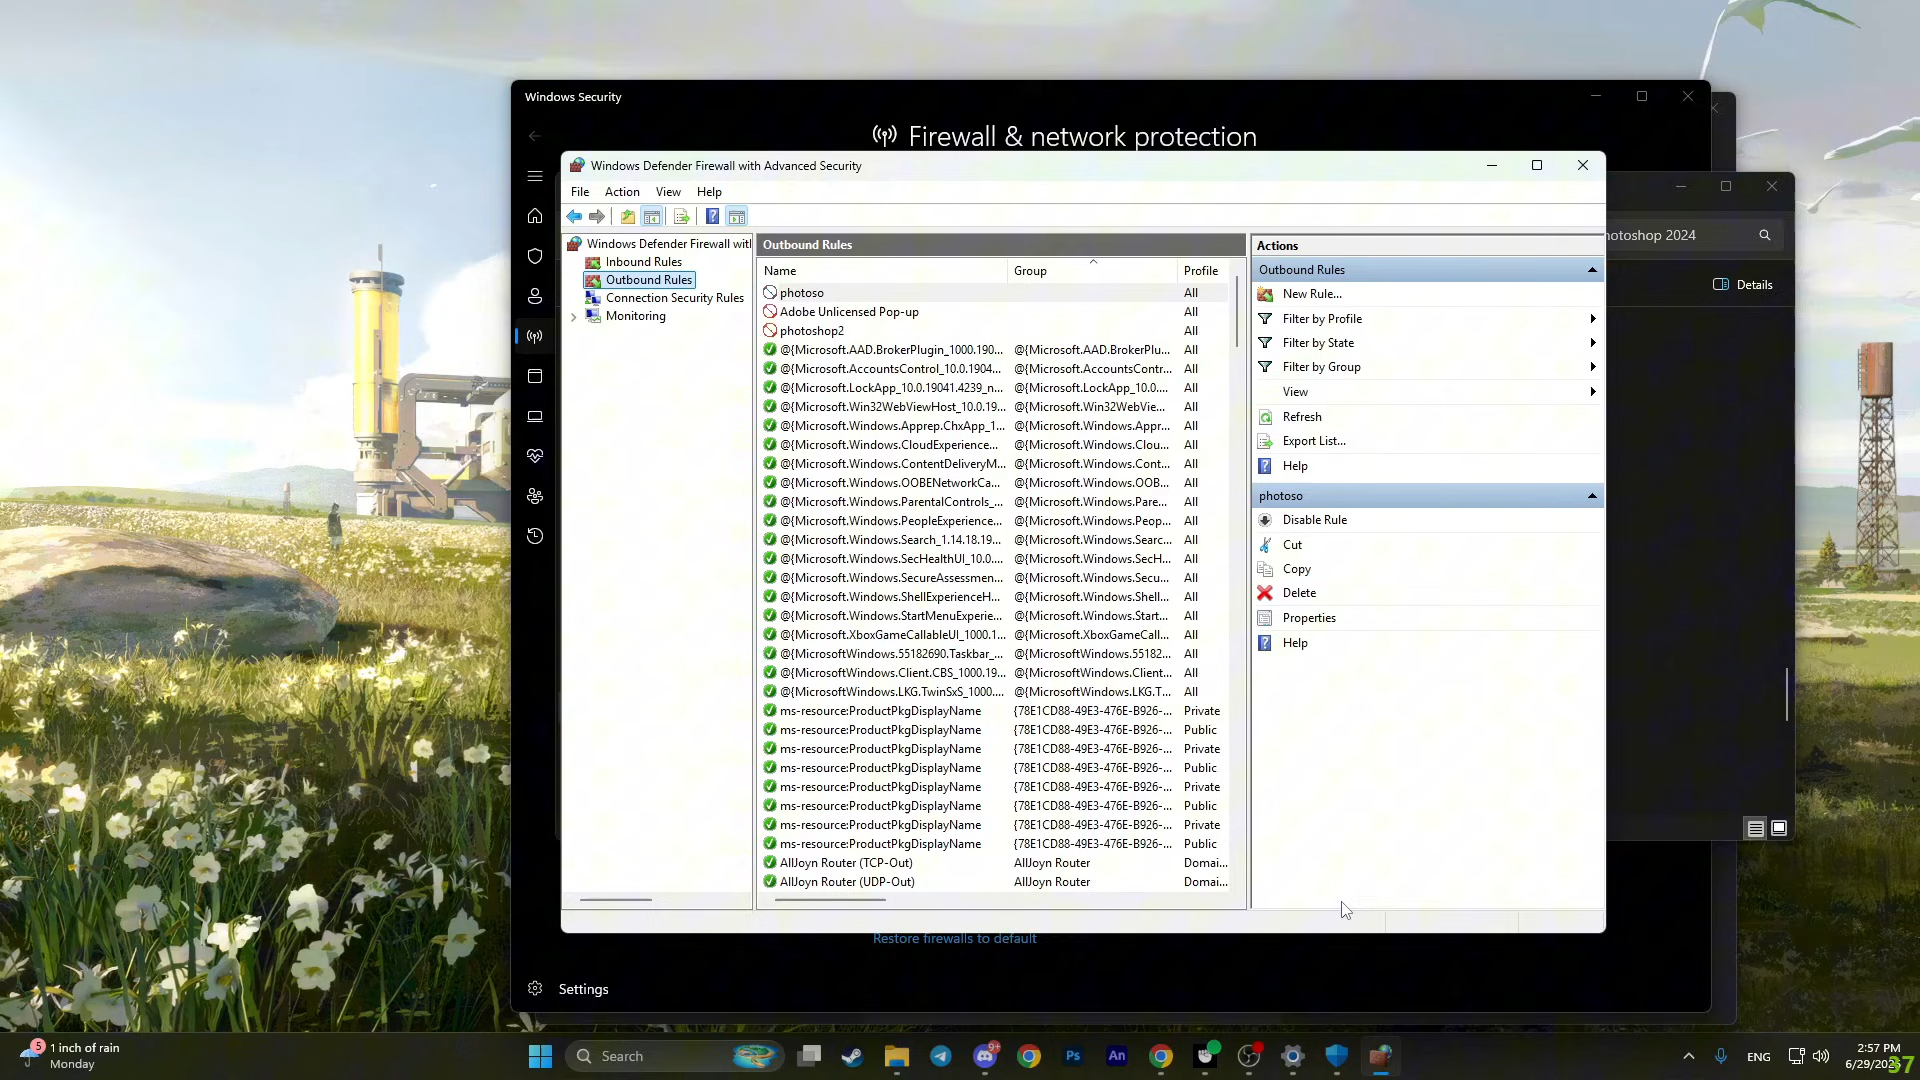 Windows Security
Firewall & network protection
Windows Defender Firewall with Advanced Security
File Action View Help
Windows Defender Firewall wit
Inbound Rules
Outbound Rules
Connection Security Rules
Monitoring
Outbound Rules
Name Group Profile
photoso All
Adobe Unlicensed Pop-up All
photoshop2 All
@{Microsoft.AAD.BrokerPlugin_1000.190... @{Microsoft.AAD.BrokerPlu... All
@{Microsoft.AccountsControl_10.0.1904... @{Microsoft.AccountsContr... All
@{Microsoft.LockApp_10.0.19041.4239_n... @{Microsoft.LockApp_10.0.... All
@{Microsoft.Win32WebViewHost_10.0.19... @{Microsoft.Win32WebVie... All
@{Microsoft.Windows.Apprep.ChxApp_1... @{Microsoft.Windows.Appr... All
@{Microsoft.Windows.CloudExperience... @{Microsoft.Windows.Clou... All
@{Microsoft.Windows.ContentDeliveryM... @{Microsoft.Windows.Cont... All
@{Microsoft.Windows.OOBENetworkCa... @{Microsoft.Windows.OOB... All
@{Microsoft.Windows.ParentalControls_... @{Microsoft.Windows.Pare... All
@{Microsoft.Windows.PeopleExperience... @{Microsoft.Windows.Peop... All
@{Microsoft.Windows.Search_1.14.18.19... @{Microsoft.Windows.Searc... All
@{Microsoft.Windows.SecHealthUI_10.0.... @{Microsoft.Windows.SecH... All
@{Microsoft.Windows.SecureAssessmen... @{Microsoft.Windows.Secu... All
@{Microsoft.Windows.ShellExperienceH... @{Microsoft.Windows.Shell... All
@{Microsoft.Windows.StartMenuExperie... @{Microsoft.Windows.Start... All
@{Microsoft.XboxGameCallableUI_1000.1... @{Microsoft.XboxGameCall... All
@{MicrosoftWindows.55182690.Taskbar_... @{MicrosoftWindows.55182... All
@{MicrosoftWindows.Client.CBS_1000.19... @{MicrosoftWindows.Client... All
@{MicrosoftWindows.LKG.TwinSxS_1000.... @{MicrosoftWindows.LKG.T... All
ms-resource:ProductPkgDisplayName {78E1CD88-49E3-476E-B926-... Private
ms-resource:ProductPkgDisplayName {78E1CD88-49E3-476E-B926-... Public
ms-resource:ProductPkgDisplayName {78E1CD88-49E3-476E-B926-... Private
ms-resource:ProductPkgDisplayName {78E1CD88-49E3-476E-B926-... Public
ms-resource:ProductPkgDisplayName {78E1CD88-49E3-476E-B926-... Private
ms-resource:ProductPkgDisplayName {78E1CD88-49E3-476E-B926-... Public
ms-resource:ProductPkgDisplayName {78E1CD88-49E3-476E-B926-... Private
ms-resource:ProductPkgDisplayName {78E1CD88-49E3-476E-B926-... Public
AllJoyn Router (TCP-Out) AllJoyn Router Domai...
AllJoyn Router (UDP-Out) AllJoyn Router Domai...
Actions
Outbound Rules
New Rule...
Filter by Profile
Filter by State
Filter by Group
View
Refresh
Export List...
Help
photoso
Disable Rule
Cut
Copy
Delete
Properties
Help
hotoshop 2024
Details
Restore firewalls to default
Settings
5
1 inch of rain
Monday
Search
9+
Ps
An
ENG
2:57 PM
37